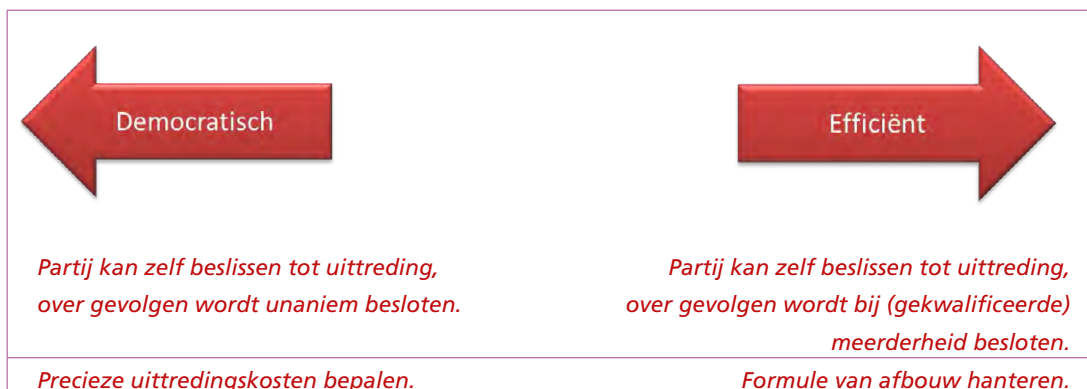 Democratisch
Efficiënt
Partij kan zelf beslissen tot uittreding,
over gevolgen wordt unaniem besloten.
Partij kan zelf beslissen tot uittreding,
over gevolgen wordt bij (gekwalificeerde)
meerderheid besloten.
Precieze uittredingskosten bepalen.
Formule van afbouw hanteren.